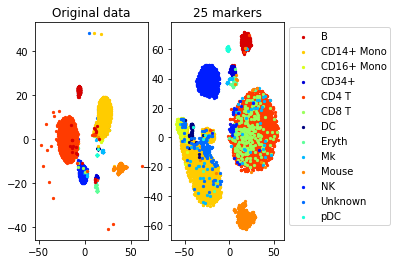 Original data
25 markers
40
20
0
−20
−40
−50
0
50
60
40
20
0
−20
−40
−60
−50
0
50
B
CD14+ Mono
CD16+ Mono
CD34+
CD4 T
CD8 T
DC
Eryth
Mk
Mouse
NK
Unknown
pDC